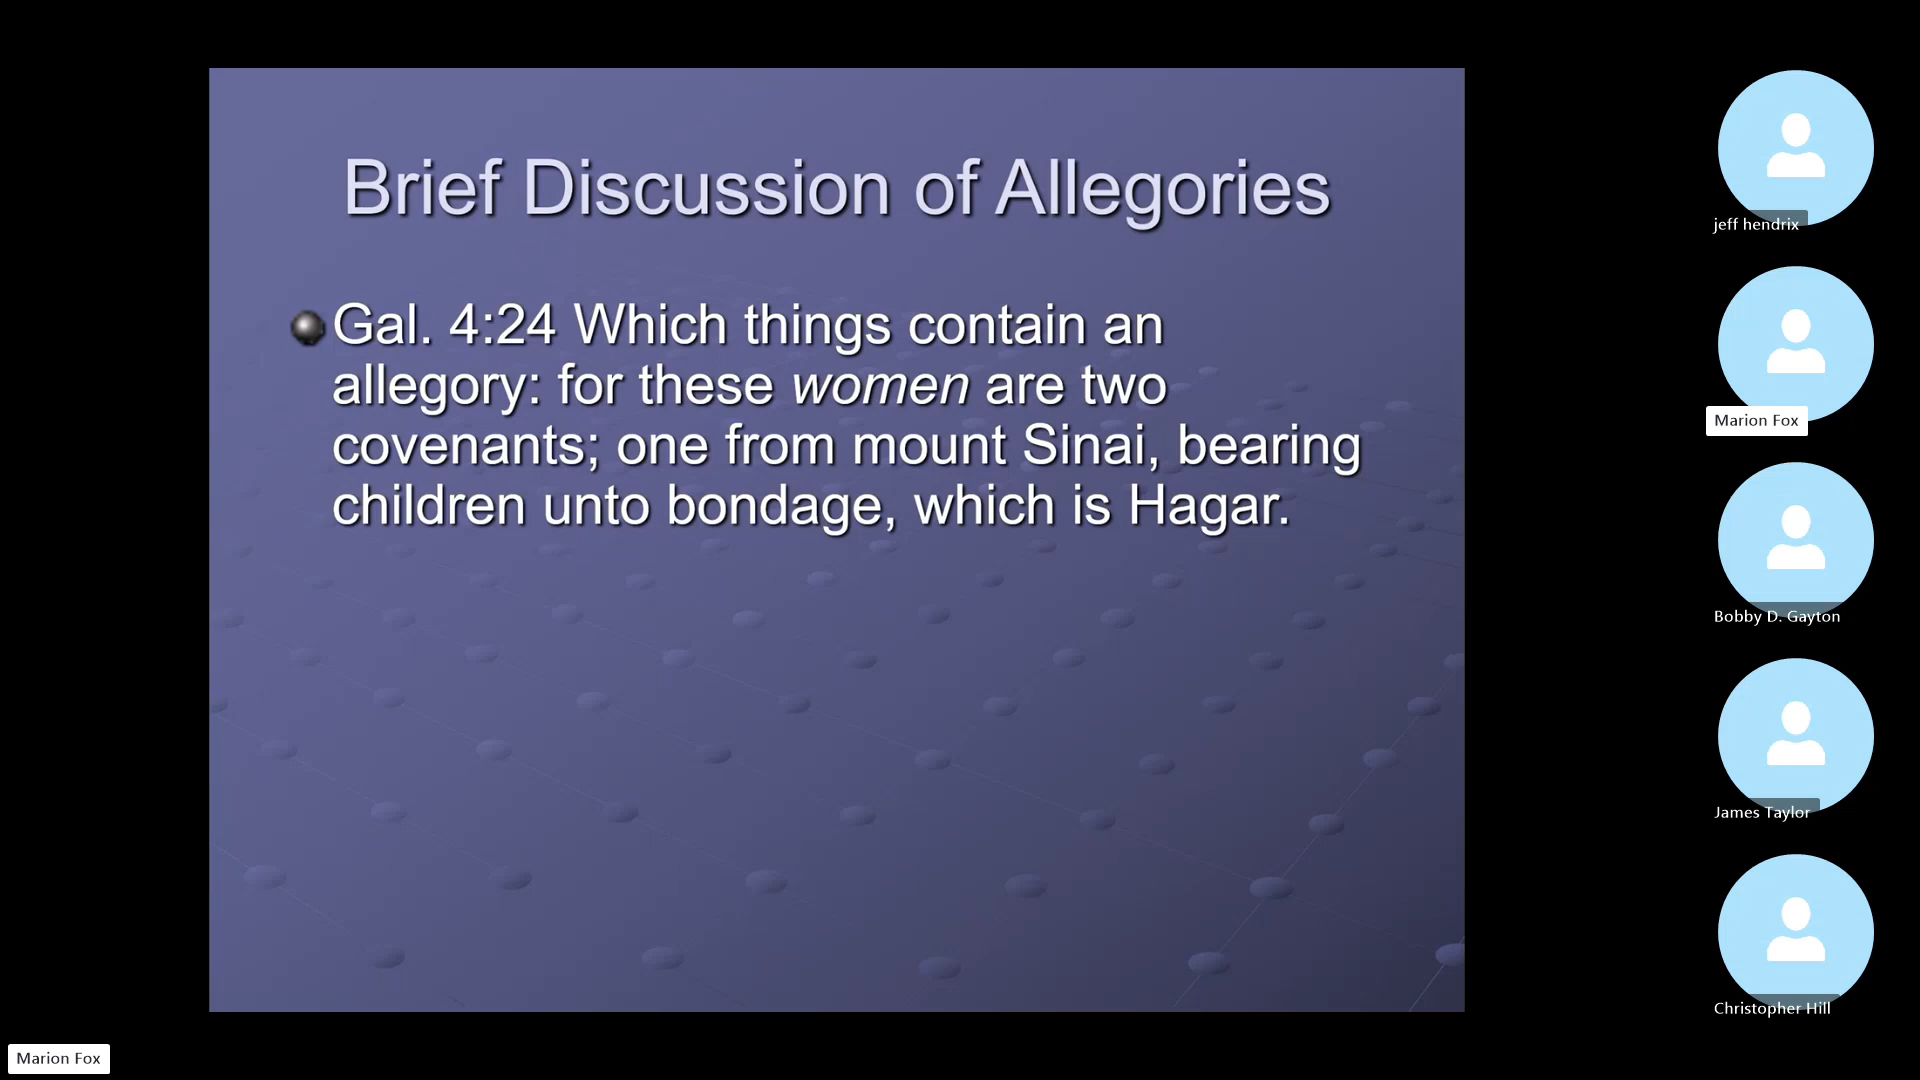 Brief Discussion of Allegories
Gal. 4:24 Which things contain an
allegory: for these women are two
covenants; one from mount Sinai, bearing
children unto bondage, which is Hagar.
jeff hendrix
Marion Fox
Bobby D. Gayton
James Taylor
Christopher Hill
Marion Fox